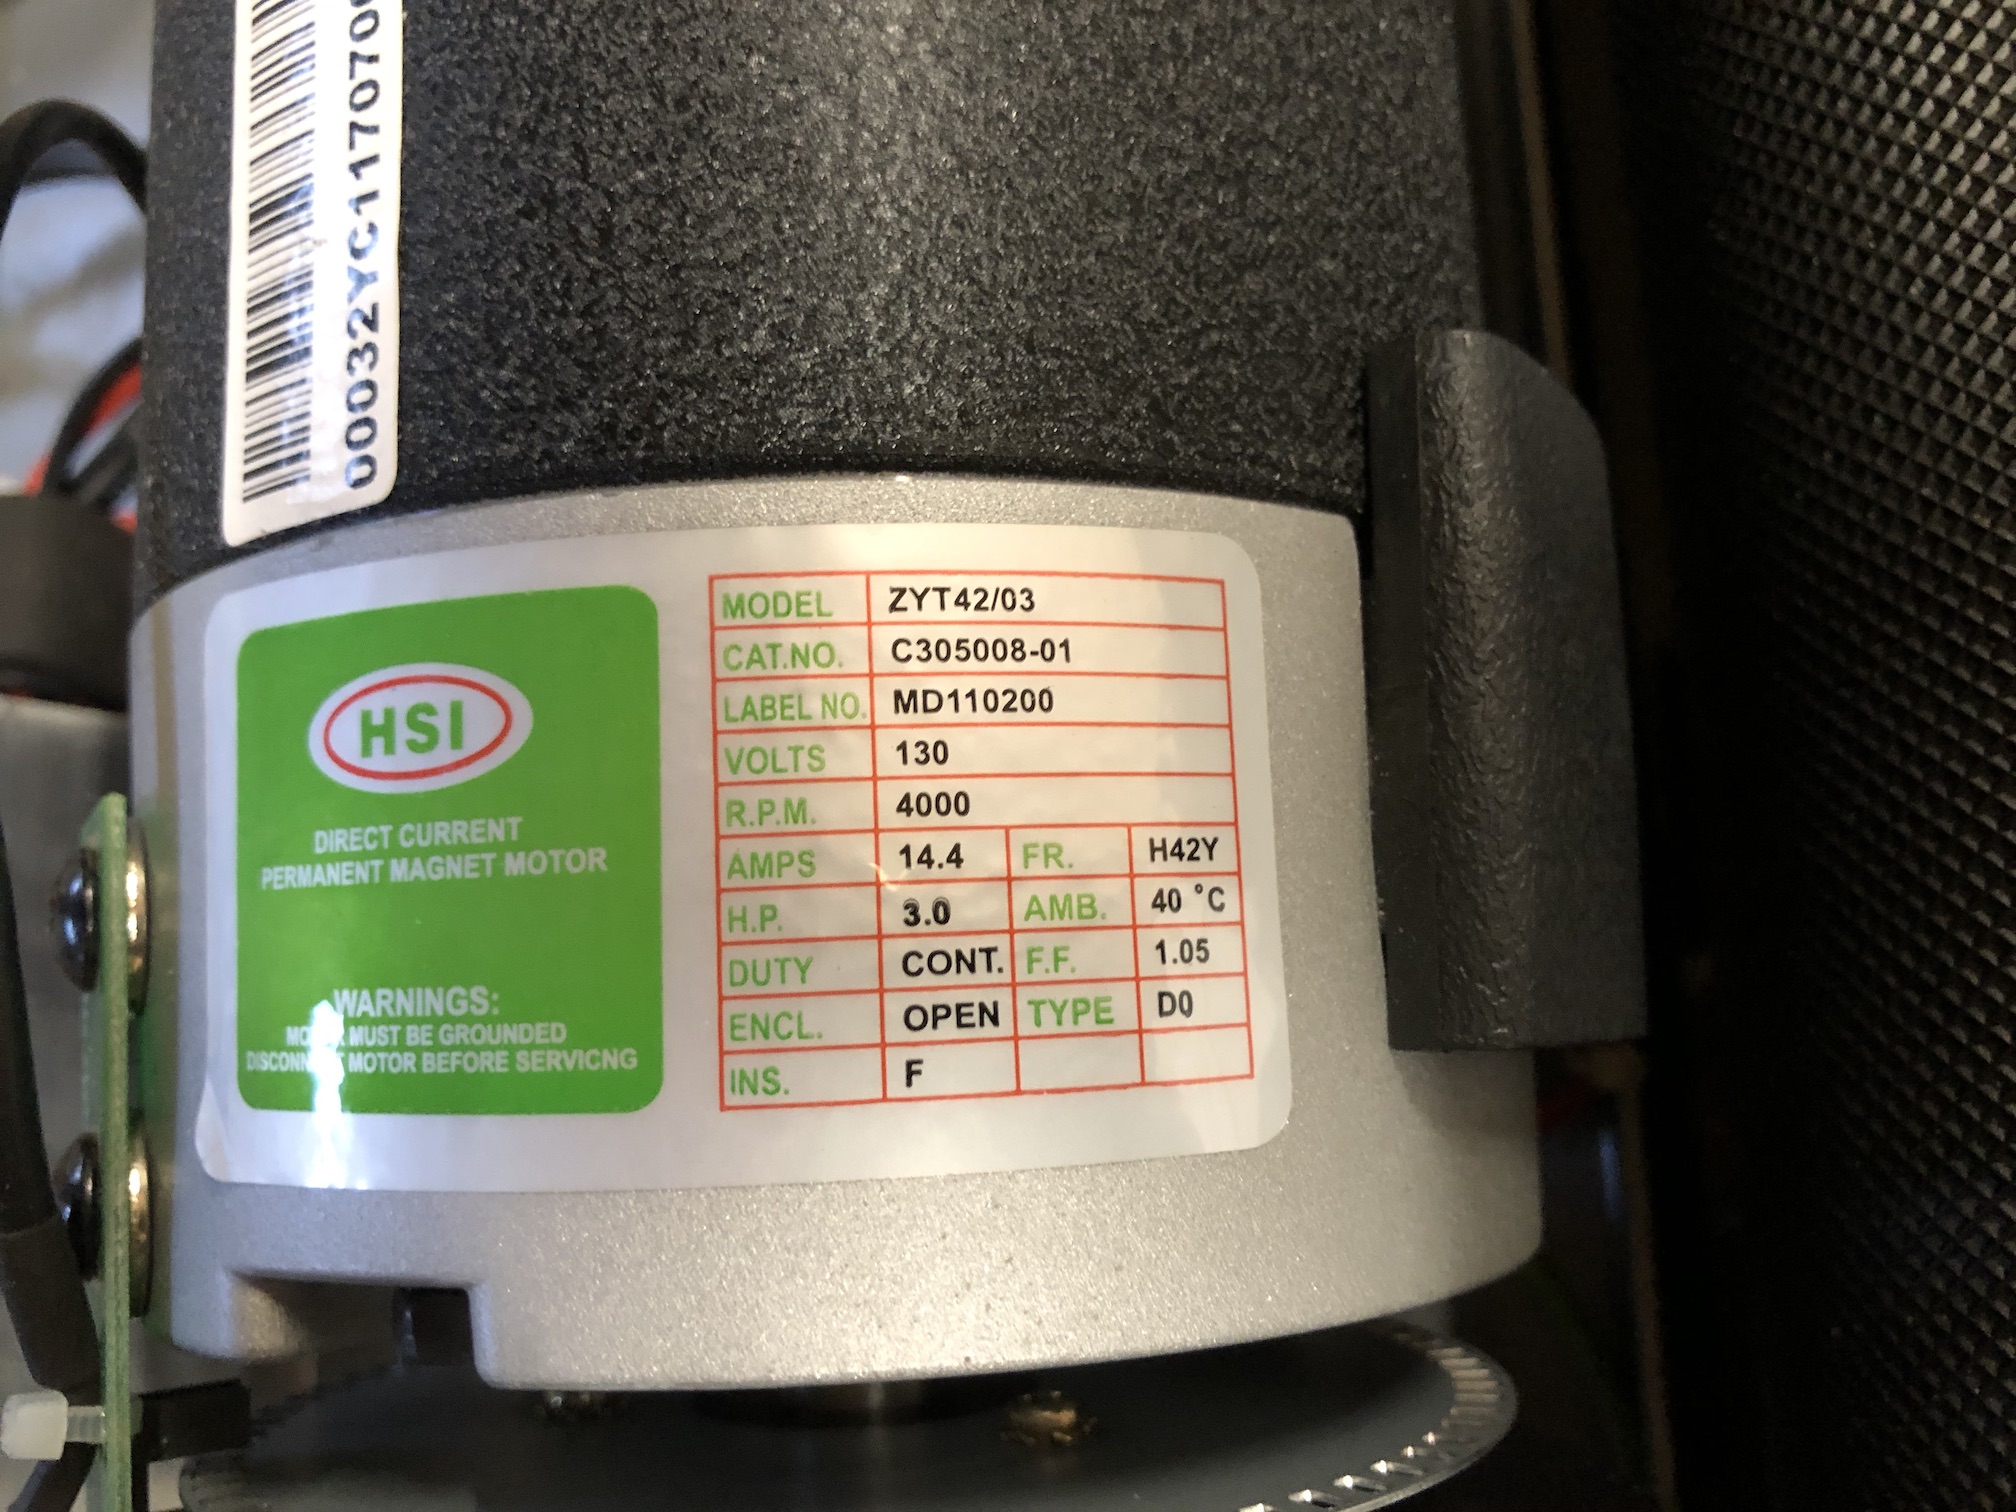 00032YC117070
HSI
DIRECT CURRENT
PERMANENT MAGNET MOTOR
WARNINGS:
MUST BE GROUNDED
MOTOR BEFORE SERVICNG
MODEL ZYT42/03
CAT.NO. C305008-01
LABEL NO. MD110200
VOLTS 130
R.P.M. 4000
AMPS 14.4 FR. H42Y
H.P. 3.0 AMB. 40 °C
DUTY CONT. F.F. 1.05
ENCL. OPEN TYPE D0
INS. F